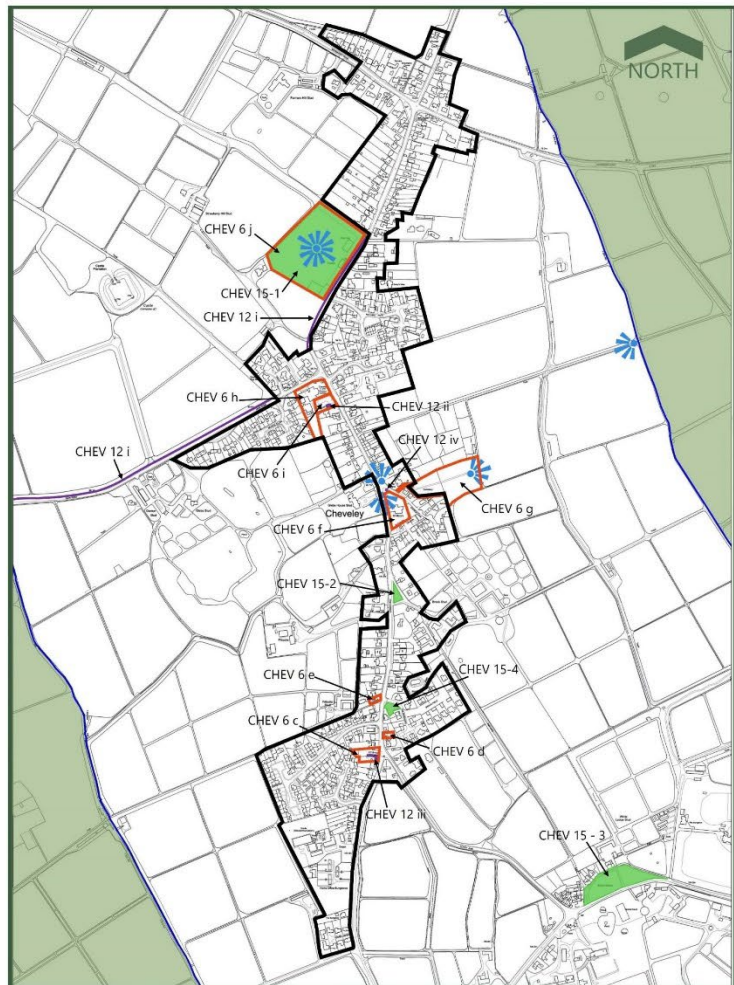 NORTH
CHEV 6 j
CHEV 15-1
CHEV 12 i
CHEV 6 h
CHEV 12 ii
CHEV 12 i
CHEV 6 i
CHEV 12 iv
CHEV 6 g
Cheveley
CHEV 6 f
CHEV 15-2
CHEV 6 e
CHEV 15-4
CHEV 6 c
CHEV 6 d
CHEV 12 iii
CHEV 15 - 3